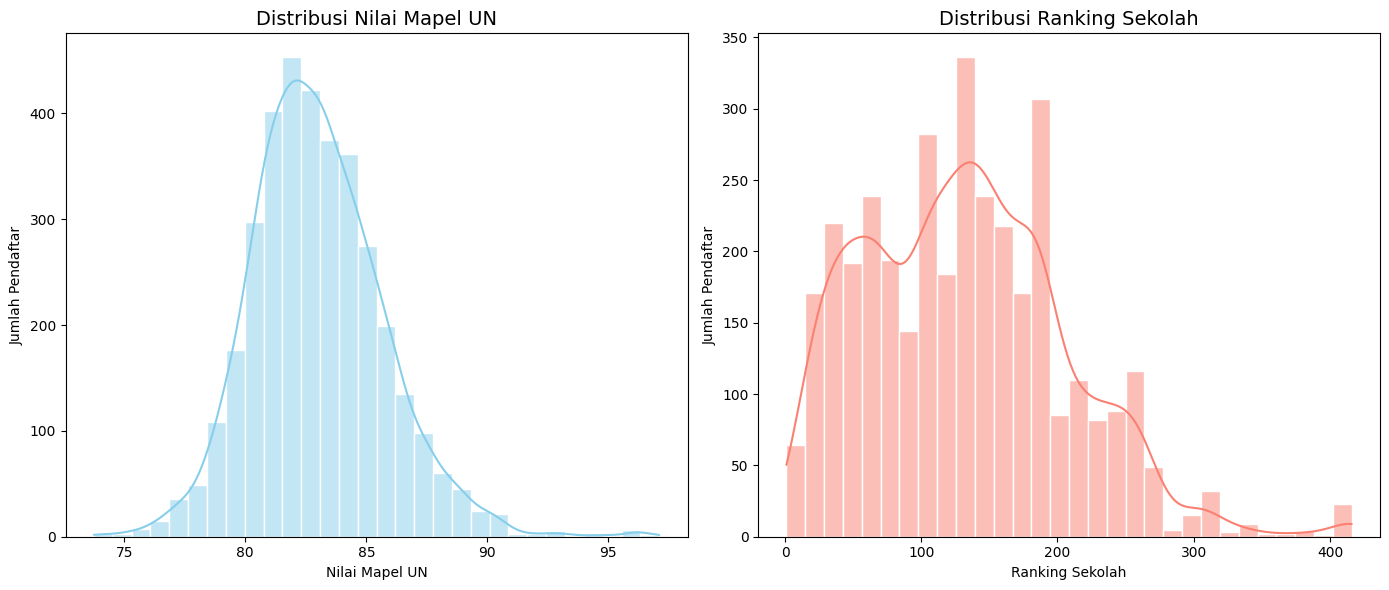 Distribusi Nilai Mapel UN
Jumlah Pendaftar
400
300
200
100
0
75 80 85 90 95
Nilai Mapel UN
Distribusi Ranking Sekolah
Jumlah Pendaftar
350
300
250
200
150
100
50
0
0 100 200 300 400
Ranking Sekolah